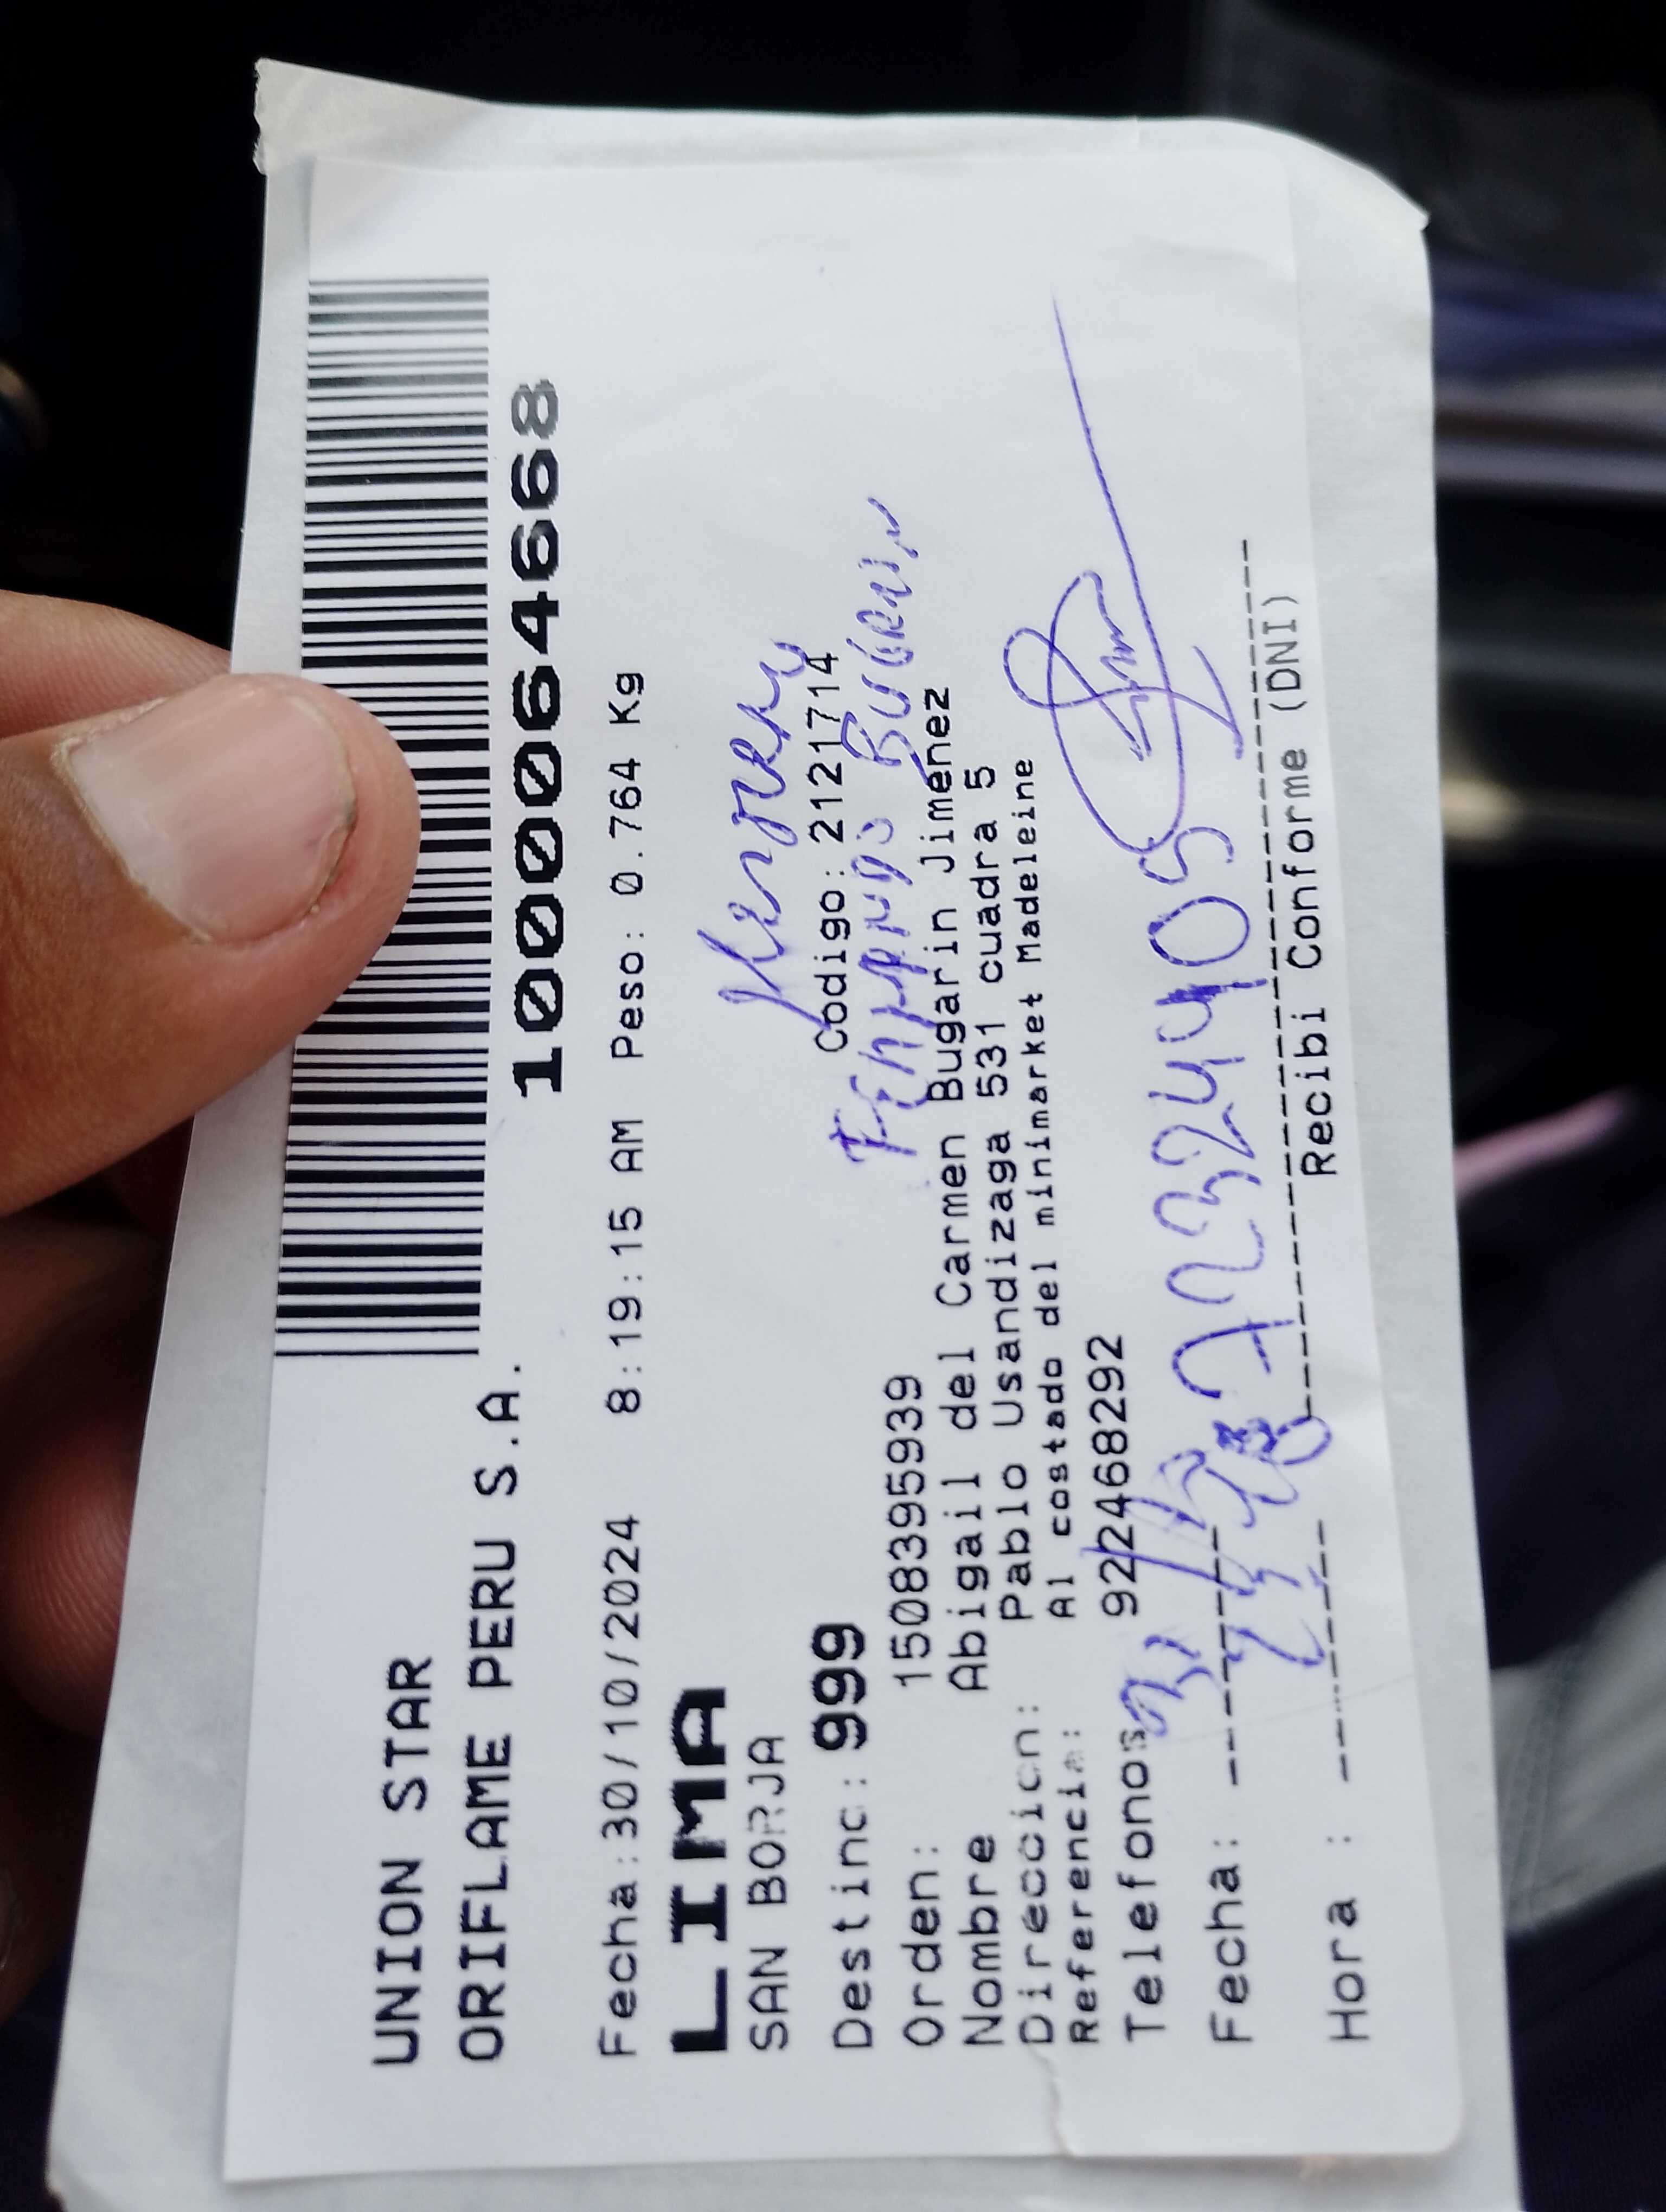 UNION STAR
ORIFLAME PERU S.A.
1000064668
Fecha:30/10/2024 8:19:15 AM Peso: 0.764 Kg
LIMA
SAN BORJA
Destino: 999 Codigo: 2121714
Orden: 1508395939
Nombre Abigail del Carmen Bugarin Jimenez
Dirección: Pablo Usandizaga 531 cuadra 5
Referencia: Al costado del minimarket Madeleine
Telefonos 922468292
Fecha:
72324405
Hora :
Recibi Conforme (DNI)